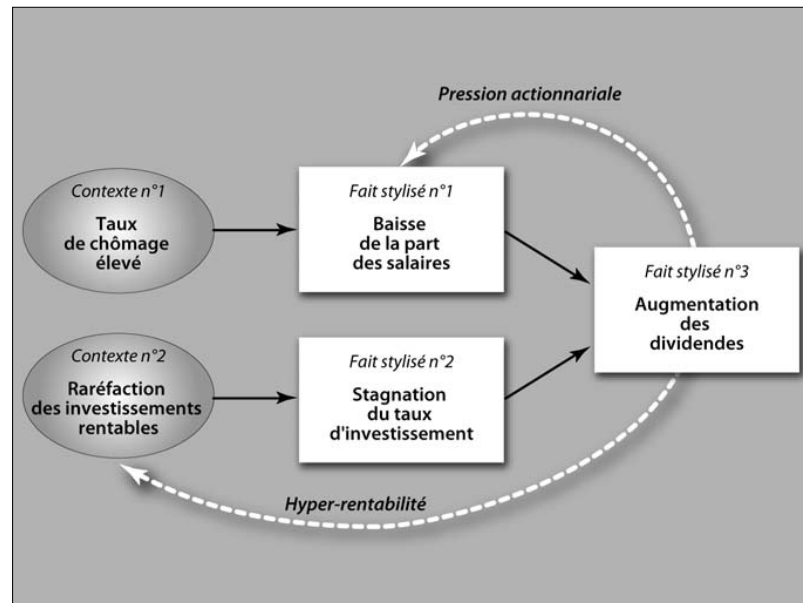 Pression actionnariale
Contexte n°1
Taux
de chômage
élevé
Fait stylisé n°1
Baisse
de la part
des salaires
Fait stylisé n°3
Augmentation
des
dividendes
Contexte n°2
Raréfaction
des investissements
rentables
Fait stylisé n°2
Stagnation
du taux
d'investissement
Hyper-rentabilité